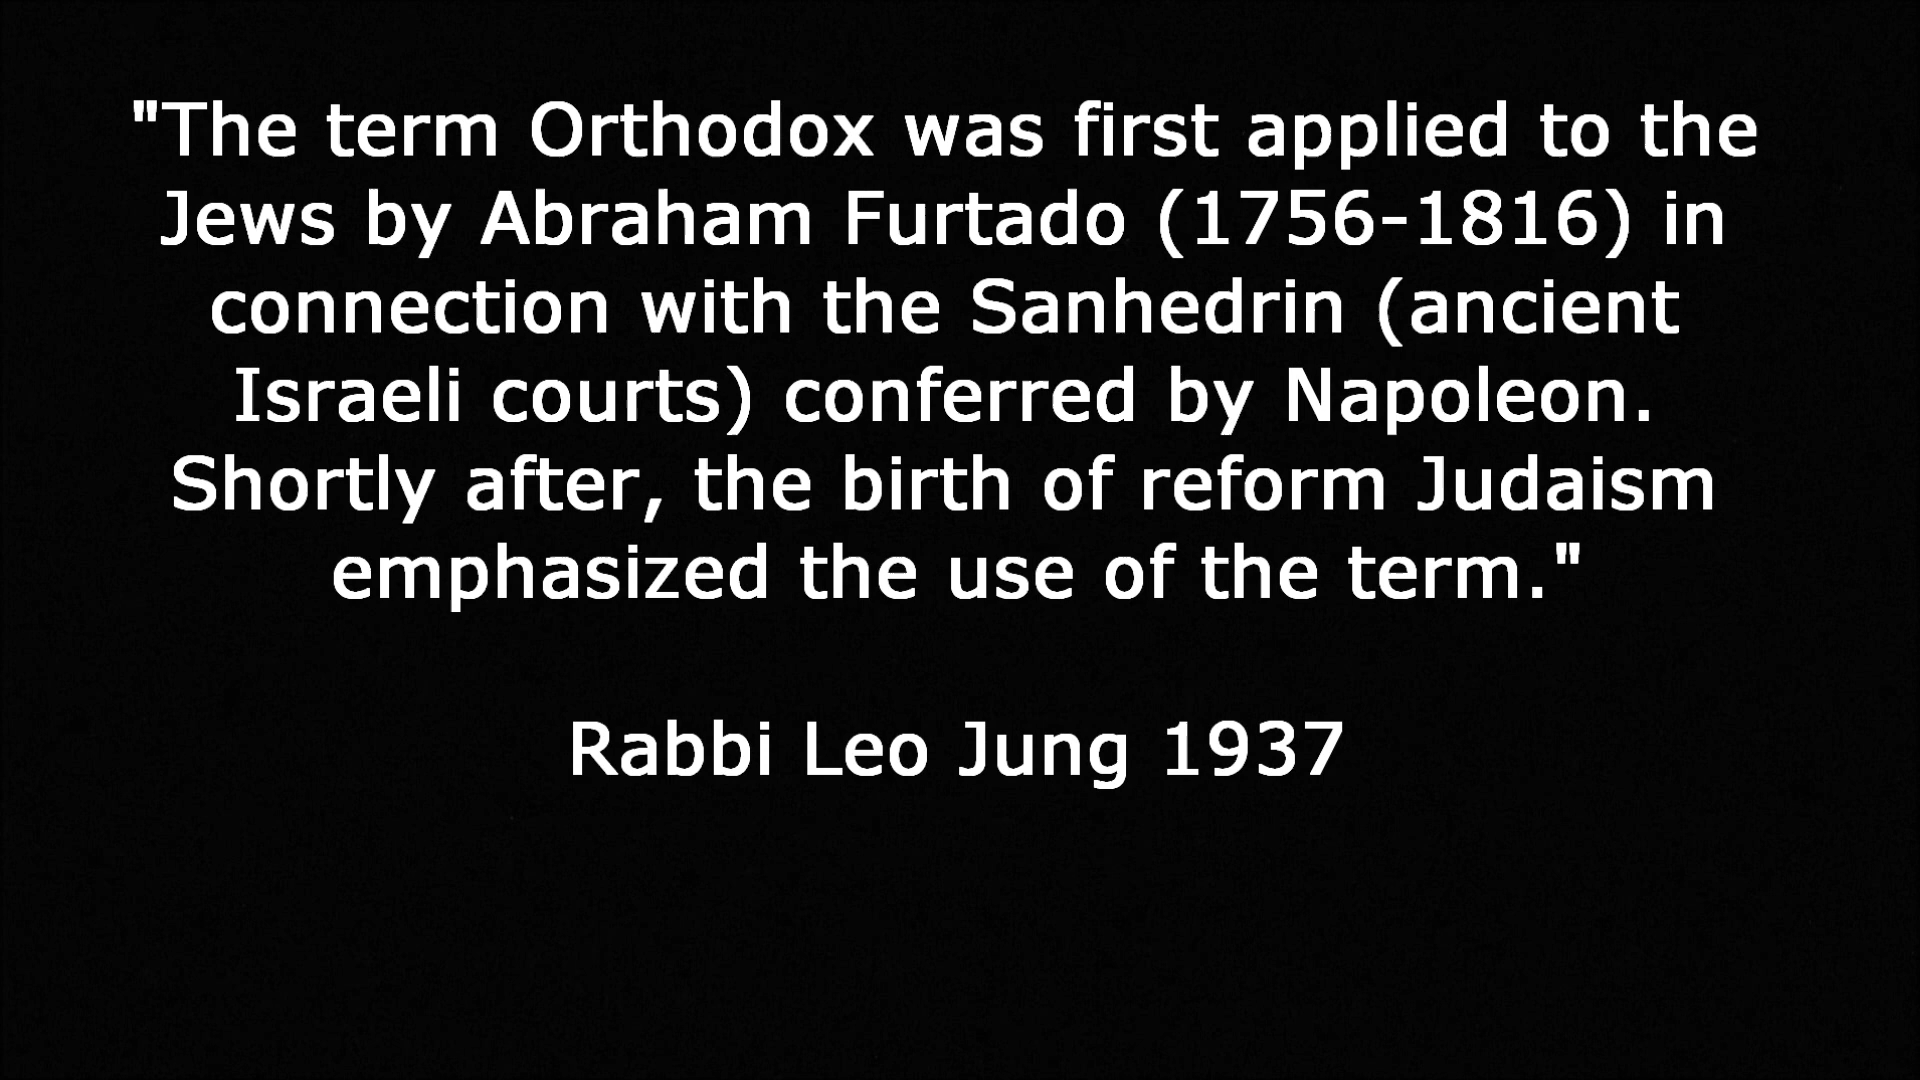 "The term Orthodox was first applied to the
Jews by Abraham Furtado (1756-1816) in
connection with the Sanhedrin (ancient
Israeli courts) conferred by Napoleon.
Shortly after, the birth of reform Judaism
emphasized the use of the term."
Rabbi Leo Jung 1937